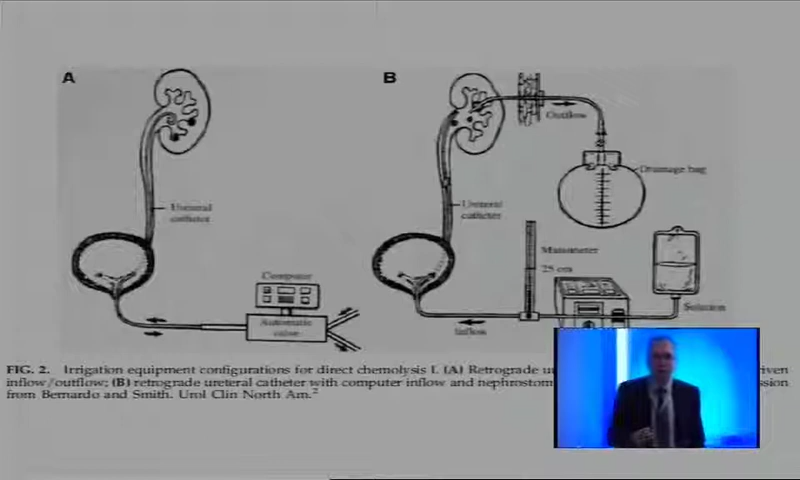 A
B
Outflow
Drainage bag
Ureteral
catheter
Ureteral
catheter
Manometer
25 cm
Computer
Automatic
valve
Solution
Inflow
FIG. 2. Irrigation equipment configurations for direct chemolysis I. (A) Retrograde
inflow/outflow; (B) retrograde ureteral catheter with computer inflow and
from Bernardo and Smith. Urol Clin North Am.2